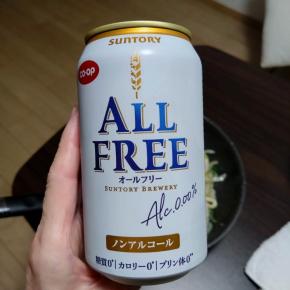 SUNTORY
co·op
ALL
FREE
オールフリー
SUNTORY BREWERY
Alc.0.00%
ノンアルコール
糖質0* カロリー0* プリン体0**